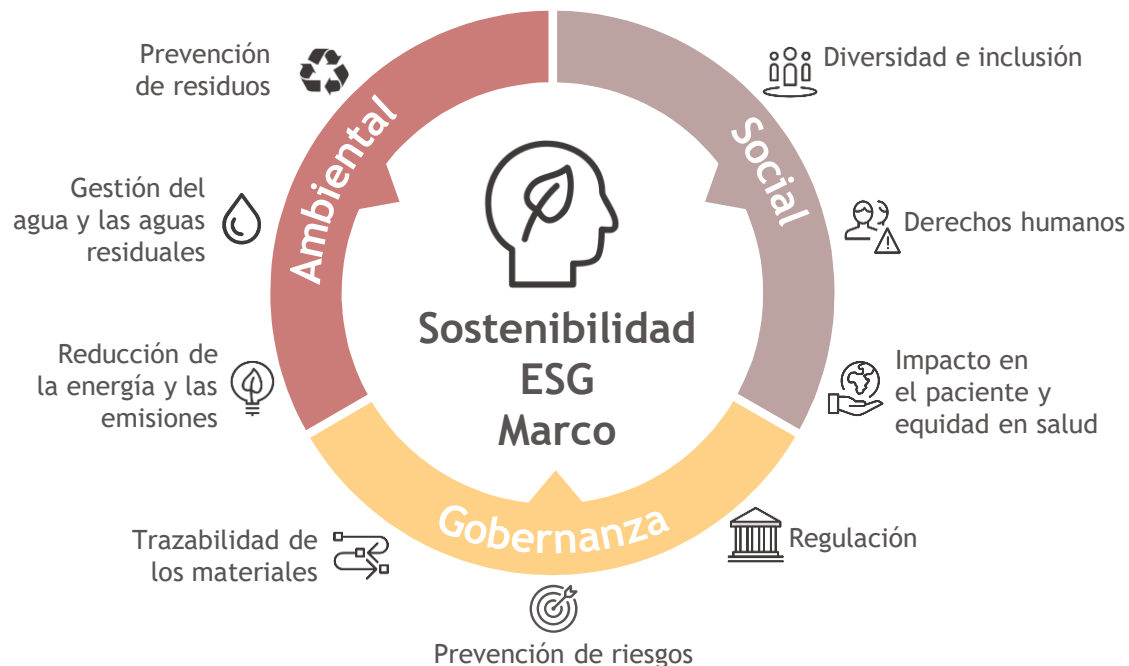 Prevención
de residuos
Gestión del
agua y las aguas
residuales
Reducción de
la energía y las
emisiones
Ambiental
Social
Gobernanza
Sostenibilidad
ESG
Marco
Diversidad e inclusión
Derechos humanos
Impacto en
el paciente y
equidad en salud
Trazabilidad de
los materiales
Regulación
Prevención de riesgos